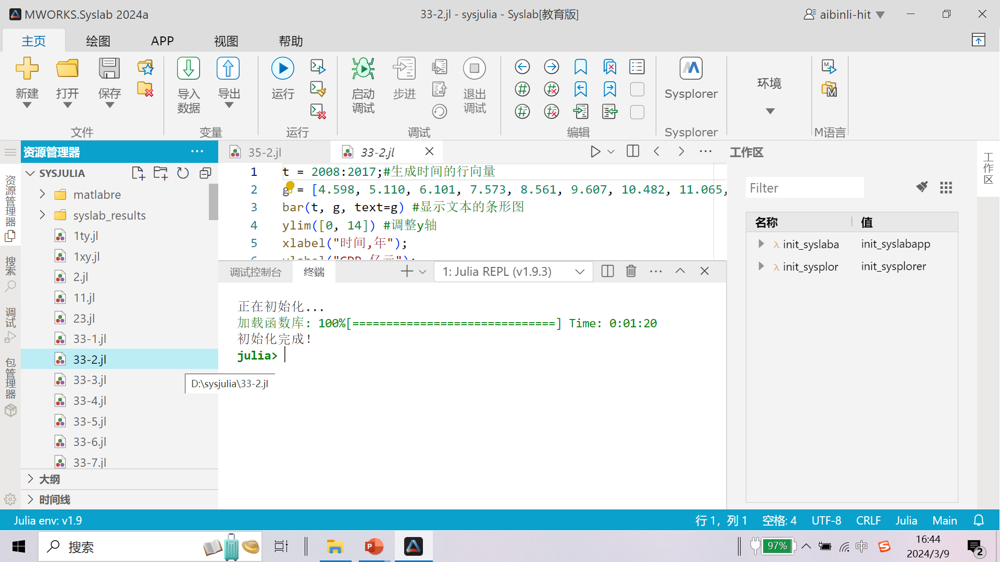 MWORKS.Syslab 2024a
33-2.jl - sysjulia - Syslab[教育版]
aibinli-hit
主页 绘图 APP 视图 帮助
新建 打开 保存 导入数据 导出 运行 启动调试 步进 退出调试 Sysplorer 环境
文件 变量 运行 调试 编辑 Sysplorer M语言
资源管理器
SYSJULIA
matlabre
syslab_results
1ty.jl
1xy.jl
2.jl
11.jl
23.jl
33-1.jl
33-2.jl
33-3.jl
33-4.jl
33-5.jl
33-6.jl
33-7.jl
大纲
时间线
资源管理器
搜索
调试
包管理器
35-2.jl 33-2.jl
1 t = 2008:2017;#生成时间的行向量
2 g = [4.598, 5.110, 6.101, 7.573, 8.561, 9.607, 10.482, 11.065,
3 bar(t, g, text=g) #显示文本的条形图
4 ylim([0, 14]) #调整y轴
5 xlabel("时间,年");
调试控制台 终端 1: Julia REPL (v1.9.3)
正在初始化...
加载函数库: 100%[==============================] Time: 0:01:20
初始化完成!
julia>
D:\sysjulia\33-2.jl
工作区
Filter
名称 值
λ init_syslaba init_syslabapp
λ init_sysplor init_sysplorer
工作区
Julia env: v1.9
行 1, 列 1 空格: 4 UTF-8 CRLF Julia Main
搜索
97%
中
16:44
2024/3/9
2